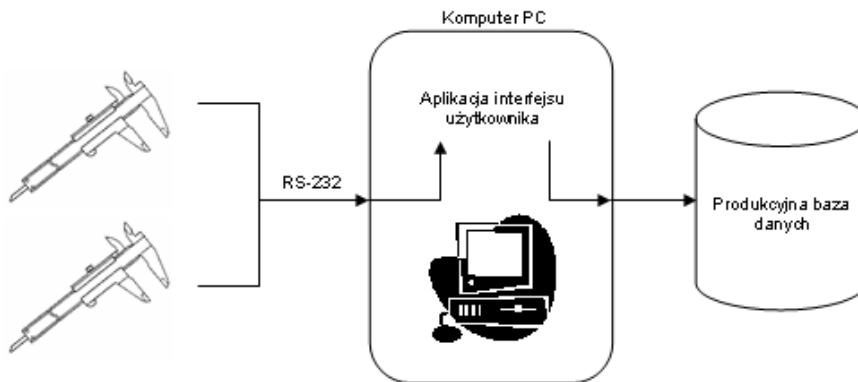 Komputer PC
Aplikacja interfejsu
użytkownika
RS-232
Produkcyjna baza
danych